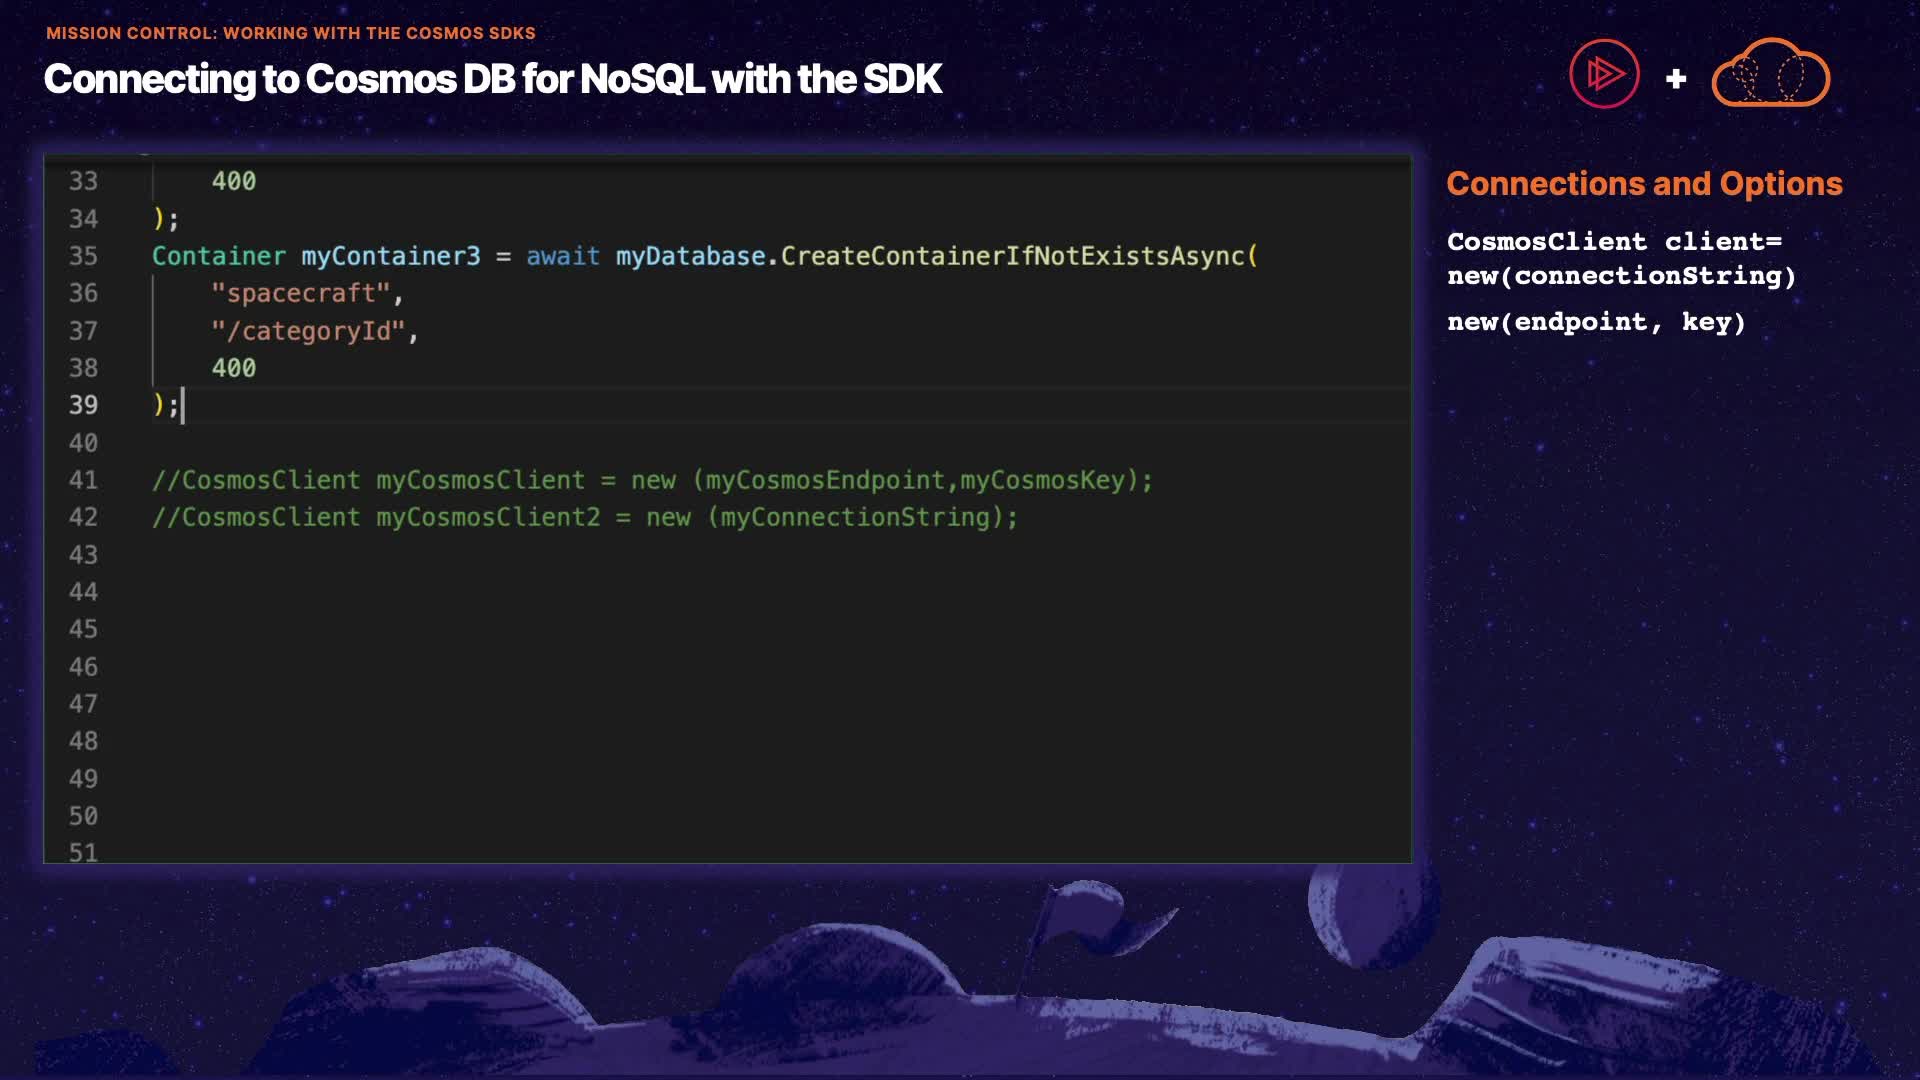 MISSION CONTROL: WORKING WITH THE COSMOS SDKS
Connecting to Cosmos DB for NoSQL with the SDK
+
33 400
34 );
35 Container myContainer3 = await myDatabase.CreateContainerIfNotExistsAsync(
36 "spacecraft",
37 "/categoryId",
38 400
39 );
40
41 //CosmosClient myCosmosClient = new (myCosmosEndpoint,myCosmosKey);
42 //CosmosClient myCosmosClient2 = new (myConnectionString);
43
44
45
46
47
48
49
50
51
Connections and Options
CosmosClient client=
new(connectionString)
new(endpoint, key)